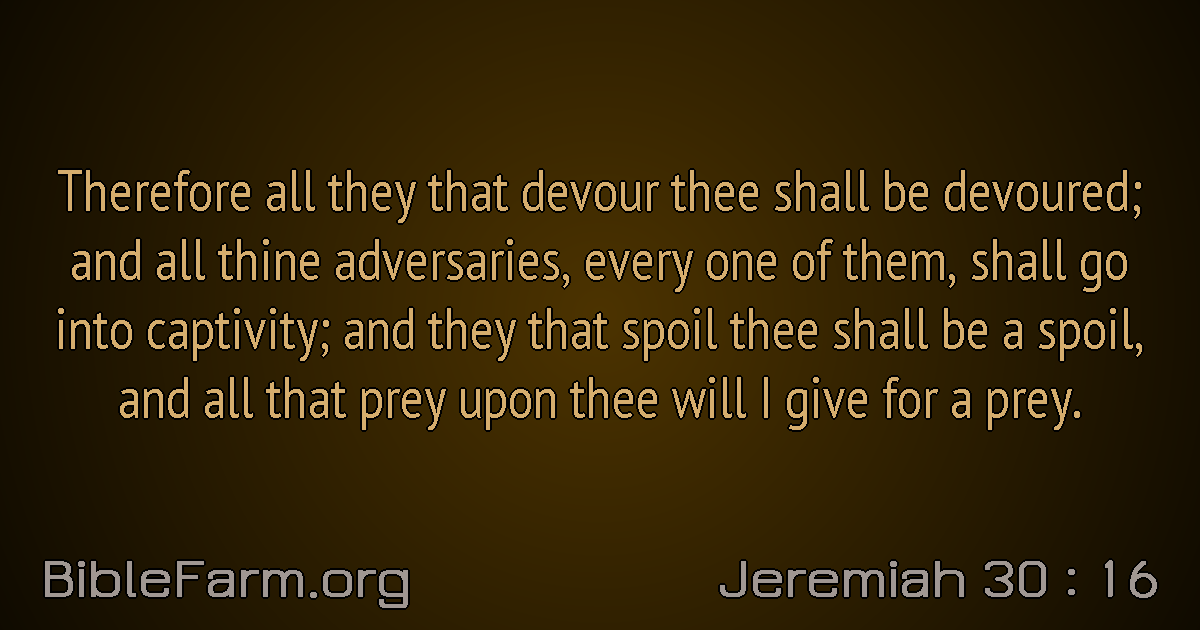 Therefore all they that devour thee shall be devoured;
and all thine adversaries, every one of them, shall go
into captivity; and they that spoil thee shall be a spoil,
and all that prey upon thee will I give for a prey.
BibleFarm.org
Jeremiah 30 : 16